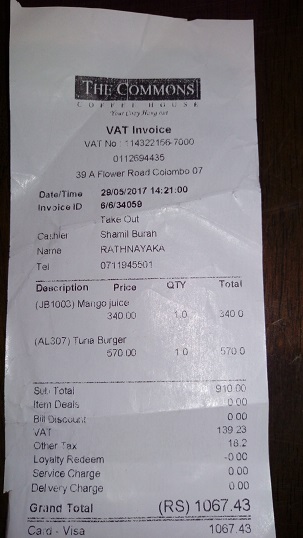 THE COMMONS
COFFEE HOUSE
Your Cozy Hang out
VAT Invoice
VAT No : 114322156-7000
0112694435
39 A Flower Road Colombo 07
Date/Time 29/05/2017 14:21:00
Invoice ID 6/6/34059
Take Out
Cashier Shamil Burah
Name RATHNAYAKA
Tel 0711945501
Description Price QTY Total
(JB1003) Mango juice
340.00 1.0 340.0
(AL307) Tuna Burger
570.00 1.0 570.0
Sub Total 910.00
Item Deals 0.00
Bill Discount 0.00
VAT 139.23
Other Tax 18.2
Loyalty Redeem -0.00
Service Charge 0.00
Delivery Charge 0.00
Grand Total (RS) 1067.43
Card - Visa 1067.43